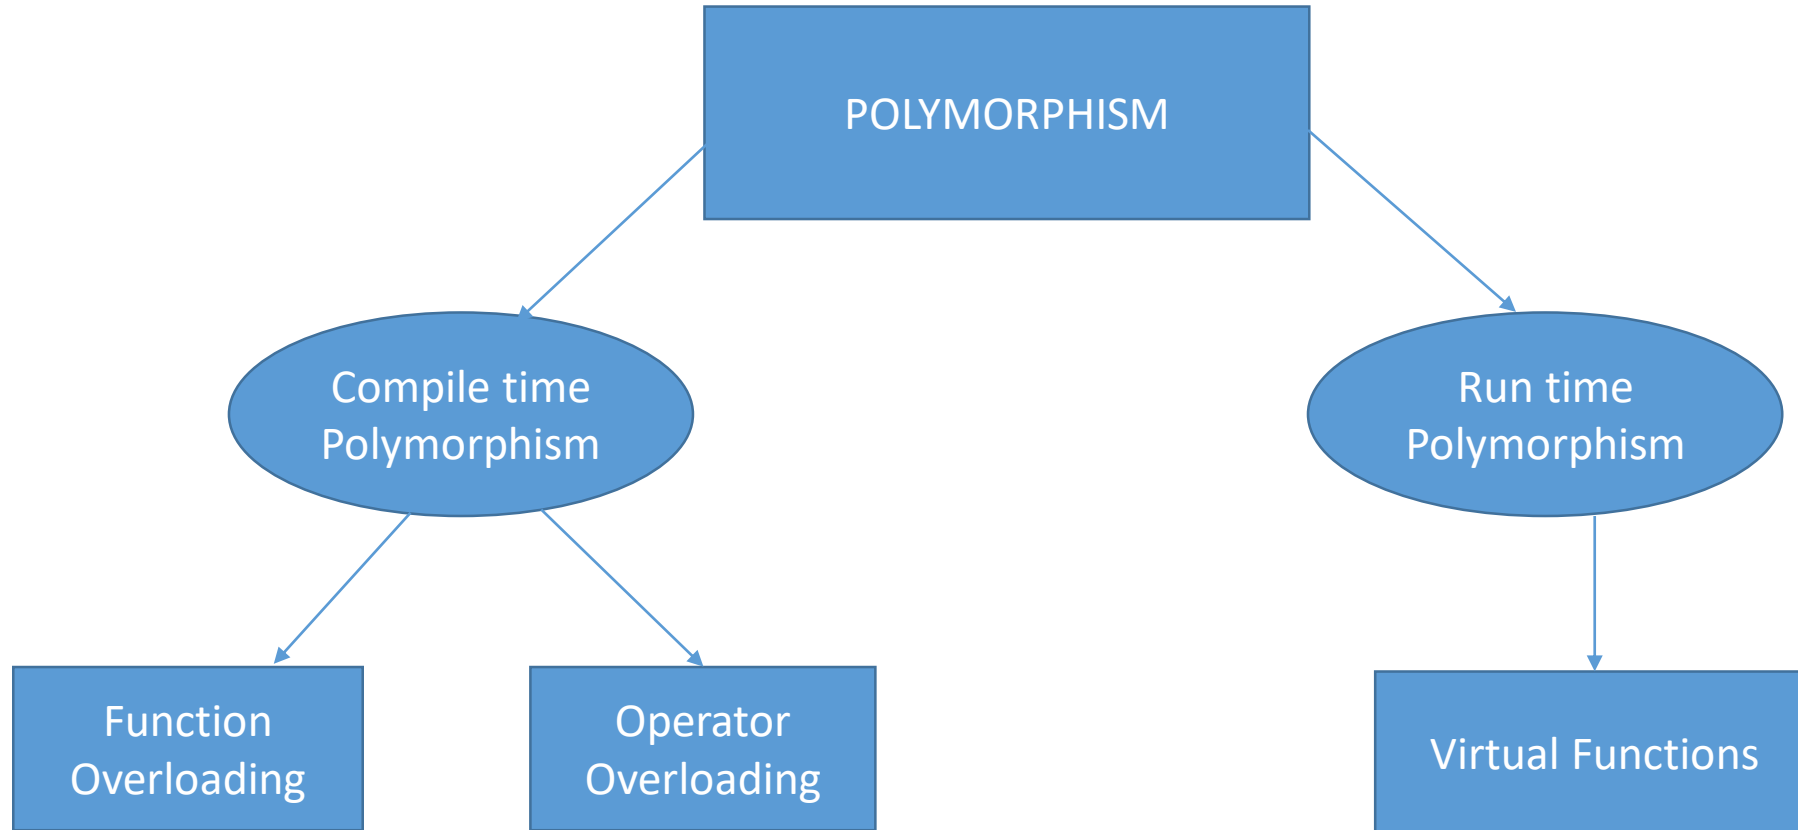 POLYMORPHISM
Compile time
Polymorphism
Run time
Polymorphism
Function
Overloading
Operator
Overloading
Virtual Functions